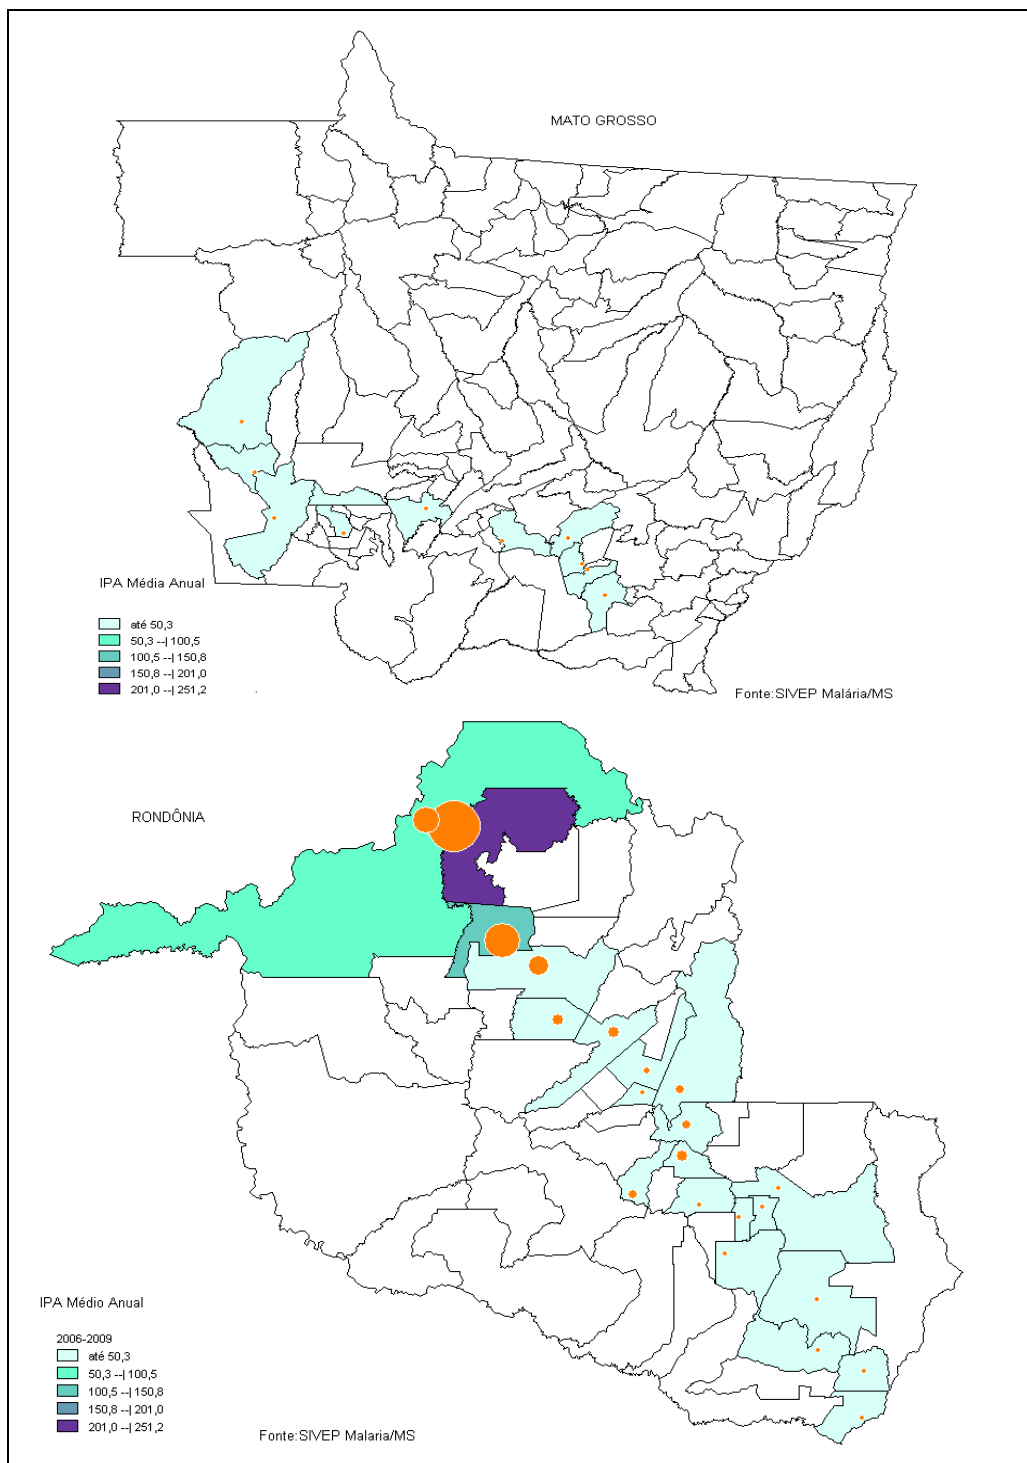 MATO GROSSO
IPA Média Anual
até 50,3
50,3 --| 100,5
100,5 --| 150,8
150,8 --| 201,0
201,0 --| 251,2
Fonte:SIVEP Malária/MS
RONDÔNIA
IPA Médio Anual
2006-2009
até 50,3
50,3 --| 100,5
100,5 --| 150,8
150,8 --| 201,0
201,0 --| 251,2
Fonte:SIVEP Malaria/MS